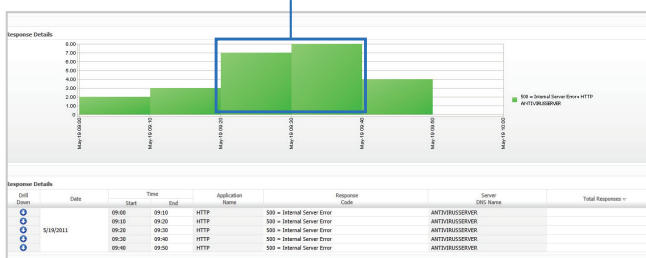 Response Details
8.00
7.00
6.00
5.00
4.00
3.00
2.00
1.00
0
May-19 09:00
May-19 09:10
May-19 09:20
May-19 09:30
May-19 09:40
May-19 09:50
May-19 10:00
500 = Internal Server Error+ HTTP
ANTIVIRUSSERVER
Response Details
Drill Down Date Time Start End Application Name Response Code Server DNS Name Total Responses
09:00 09:10 HTTP 500 = Internal Server Error ANTIVIRUSSERVER
09:10 09:20 HTTP 500 = Internal Server Error ANTIVIRUSSERVER
5/19/2011 09:20 09:30 HTTP 500 = Internal Server Error ANTIVIRUSSERVER
09:30 09:40 HTTP 500 = Internal Server Error ANTIVIRUSSERVER
09:40 09:50 HTTP 500 = Internal Server Error ANTIVIRUSSERVER